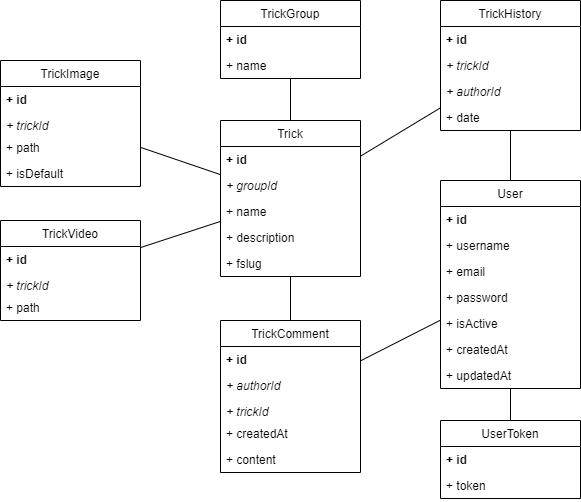 TrickGroup
+ id
+ name
TrickHistory
+ id
+ trickId
+ authorId
+ date
TrickImage
+ id
+ trickId
+ path
+ isDefault
Trick
+ id
+ groupId
+ name
+ description
+ fslug
User
+ id
+ username
+ email
+ password
+ isActive
+ createdAt
+ updatedAt
TrickVideo
+ id
+ trickId
+ path
TrickComment
+ id
+ authorId
+ trickId
+ createdAt
+ content
UserToken
+ id
+ token